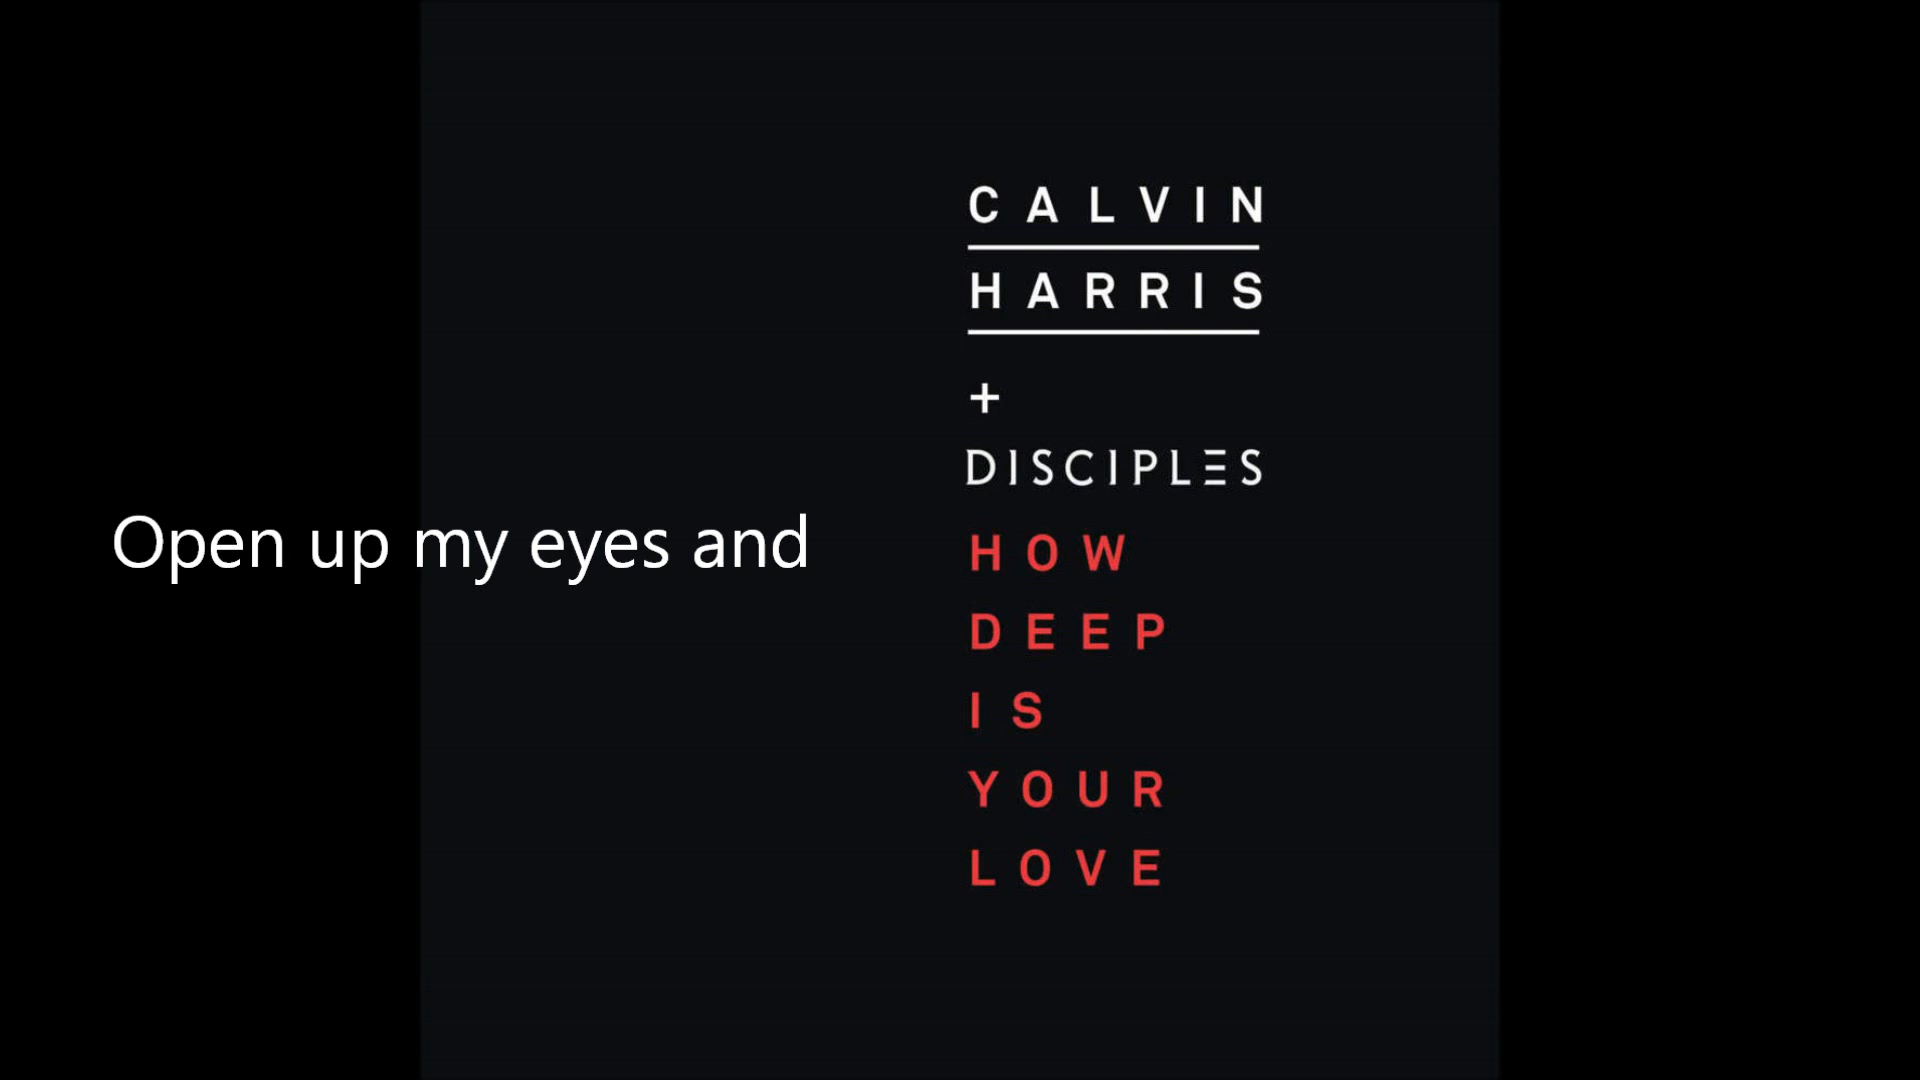 CALVIN
HARRIS
+
DISCIPLES
Open up my eyes and
HOW
DEEP
IS
YOUR
LOVE